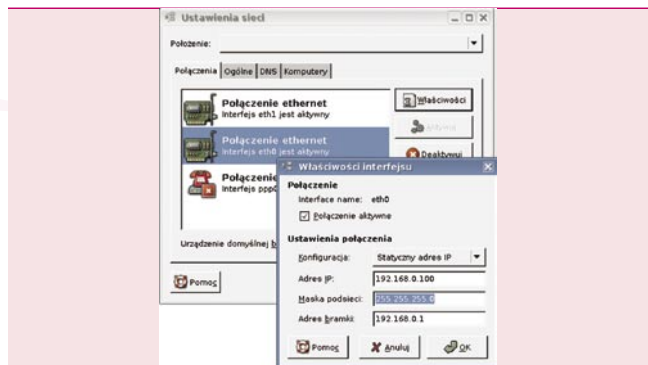 Ustawienia sieci
Położenie:
Połączenia Ogólne DNS Komputery
Połączenie ethernet
Interfejs eth1 jest aktywny
Właściwości
Połączenie ethernet
Interfejs eth0 jest aktywny
Deaktywuj
Połączenie
Interfejs ppp0
Urządzenie domyślnej
Pomoc
Właściwości interfejsu
Połączenie
Interface name: eth0
Połączenie aktywne
Ustawienia połączenia
Konfiguracja: Statyczny adres IP
Adres IP: 192.168.0.100
Maska podsieci: 255.255.255.0
Adres bramki: 192.168.0.1
Pomoc Anuluj OK